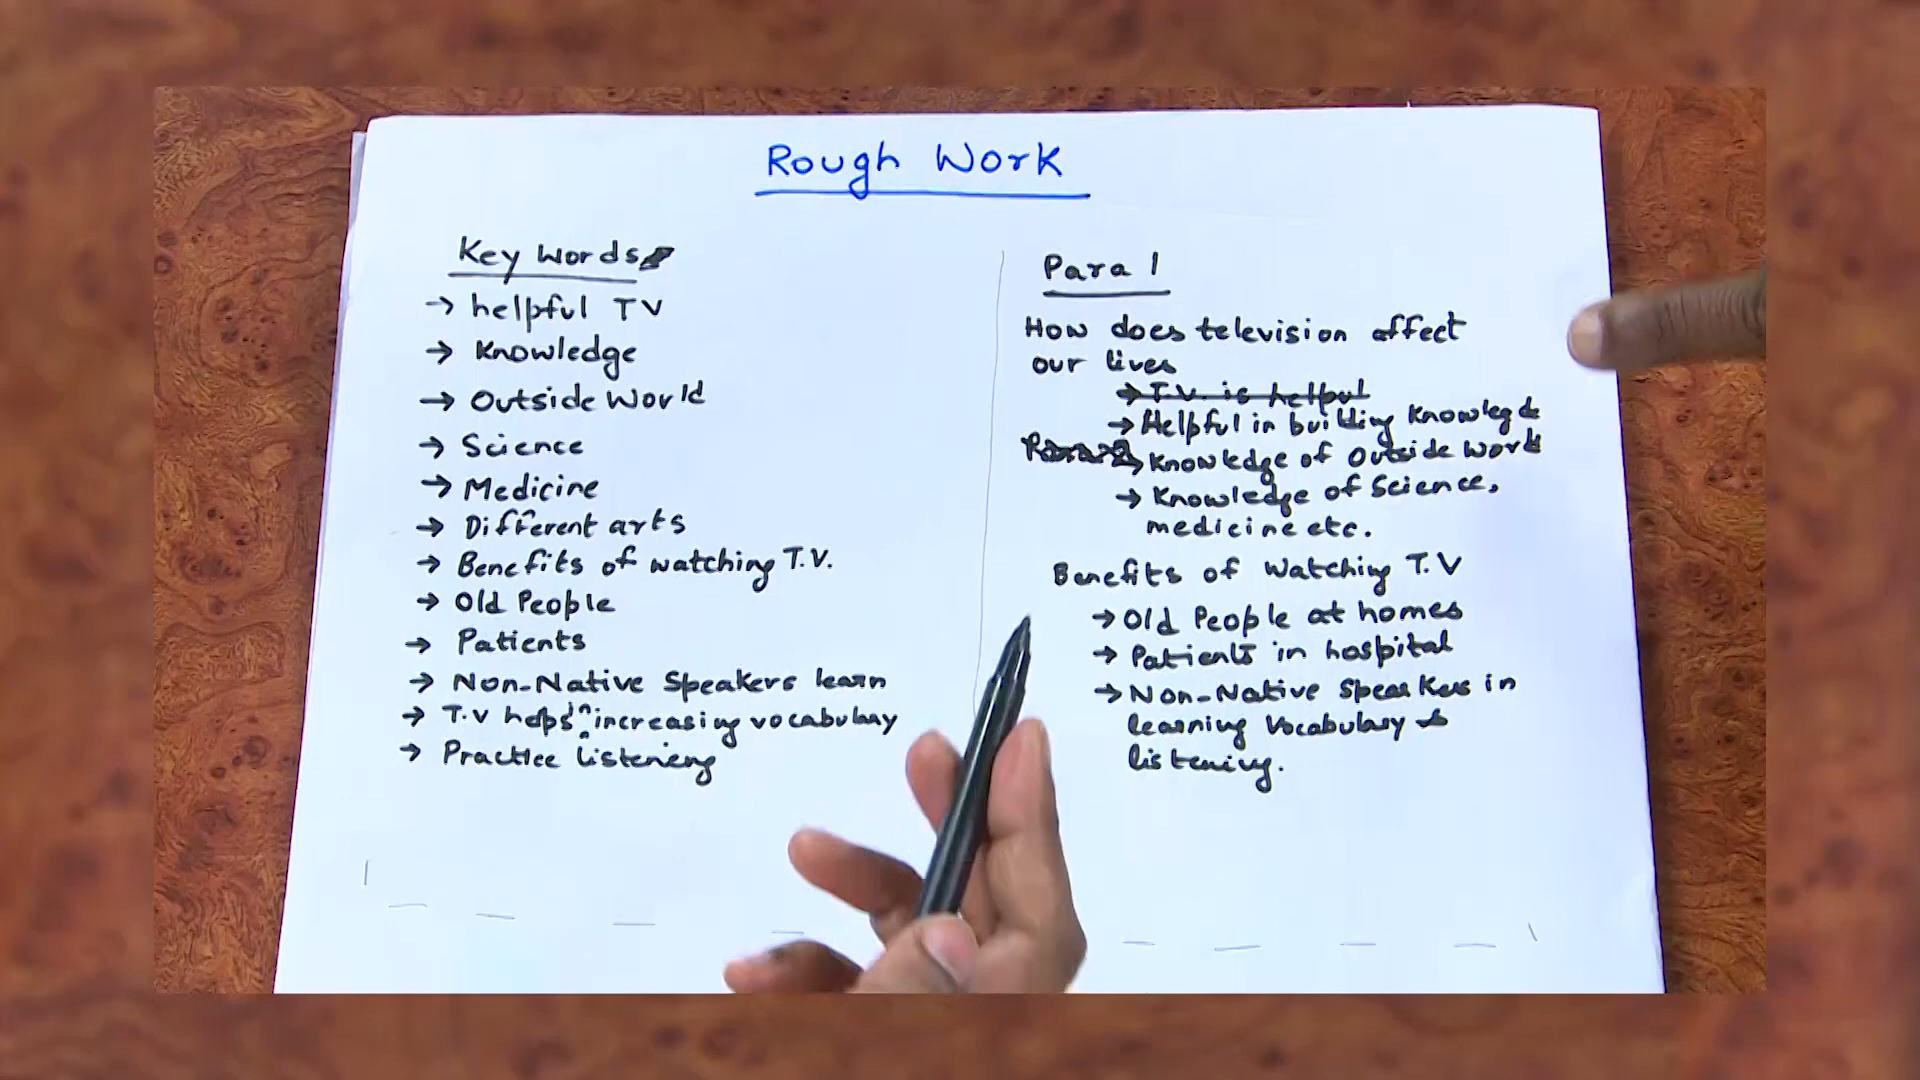 Rough Work
Key Words
→ helpful TV
→ Knowledge
→ Outside World
→ Science
→ Medicine
→ Different arts
→ Benefits of watching T.V.
→ Old People
→ Patients
→ Non-Native Speakers learn
→ T.V helps in increasing vocabulary
→ Practice listening
Para 1
How does television affect
our lives
→ T.V. is helpul
→ Helpful in building Knowlegde
→ Knowledge of Outside World
→ Knowledge of Science,
medicine etc.
Benefits of Watching T.V
→ Old People at homes
→ Patients in hospital
→ Non-Native Speakers in
learning Vocabulary &
listening.